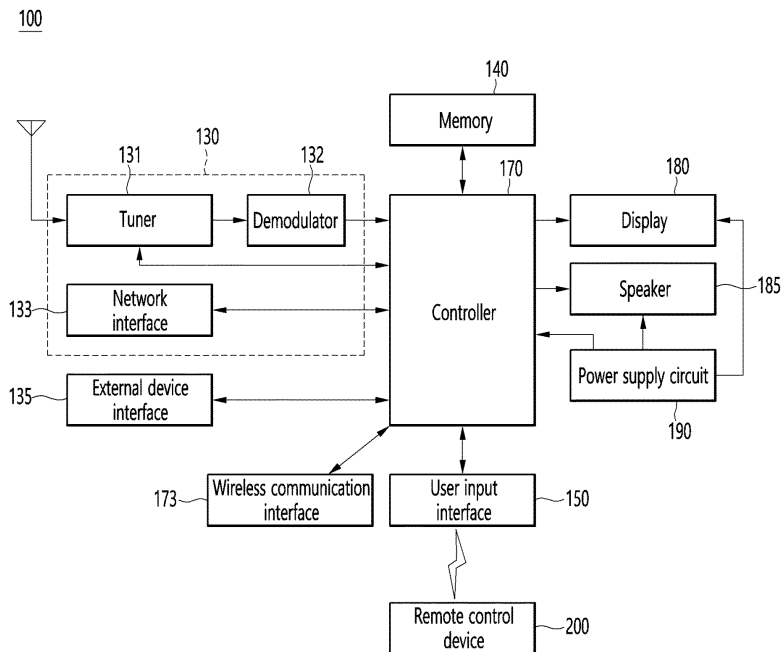 100
140
Memory
130
131
132
170
180
Tuner
Demodulator
Display
Controller
Speaker
185
133
Network
interface
Power supply circuit
190
135
External device
interface
173
Wireless communication
interface
User input
interface
150
Remote control
device
200